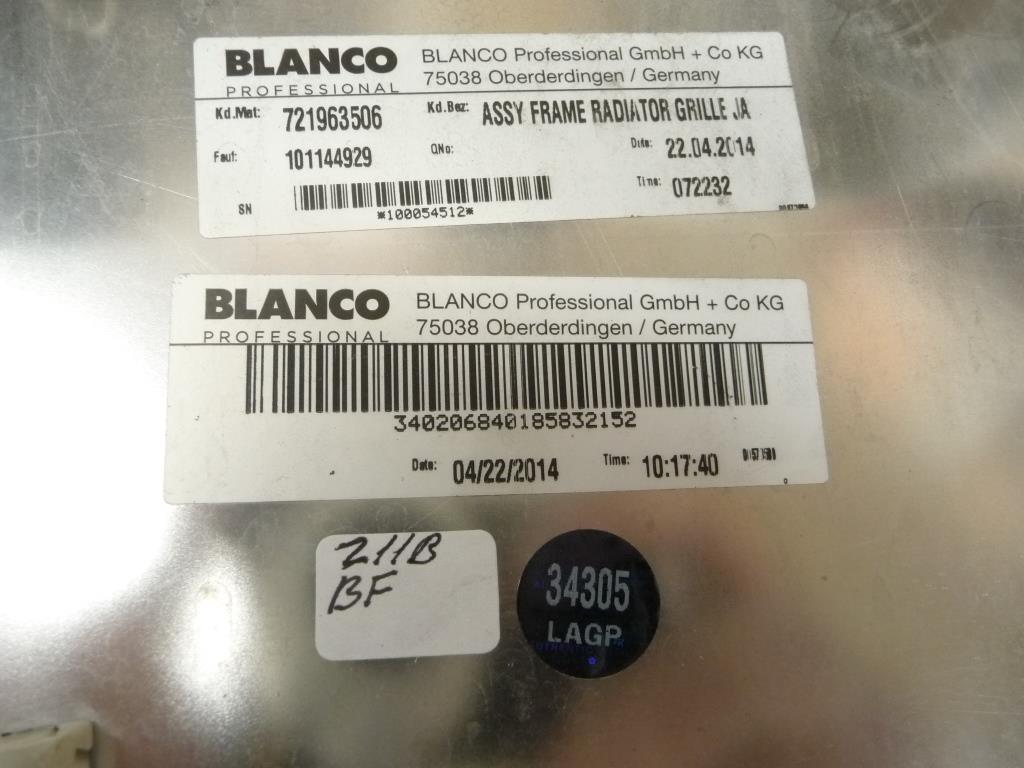 BLANCO
PROFESSIONAL
BLANCO Professional GmbH + Co KG
75038 Oberderdingen / Germany
Kd.Mat: 721963506 Kd.Bez: ASSY FRAME RADIATOR GRILLE JA
Fauf: 101144929 QNo: Date: 22.04.2014
Time: 072232
SN
*100054512*
BLANCO
PROFESSIONAL
BLANCO Professional GmbH + Co KG
75038 Oberderdingen / Germany
340206840185832152
Date: 04/22/2014 Time: 10:17:40
211B
BF
34305
LAGP